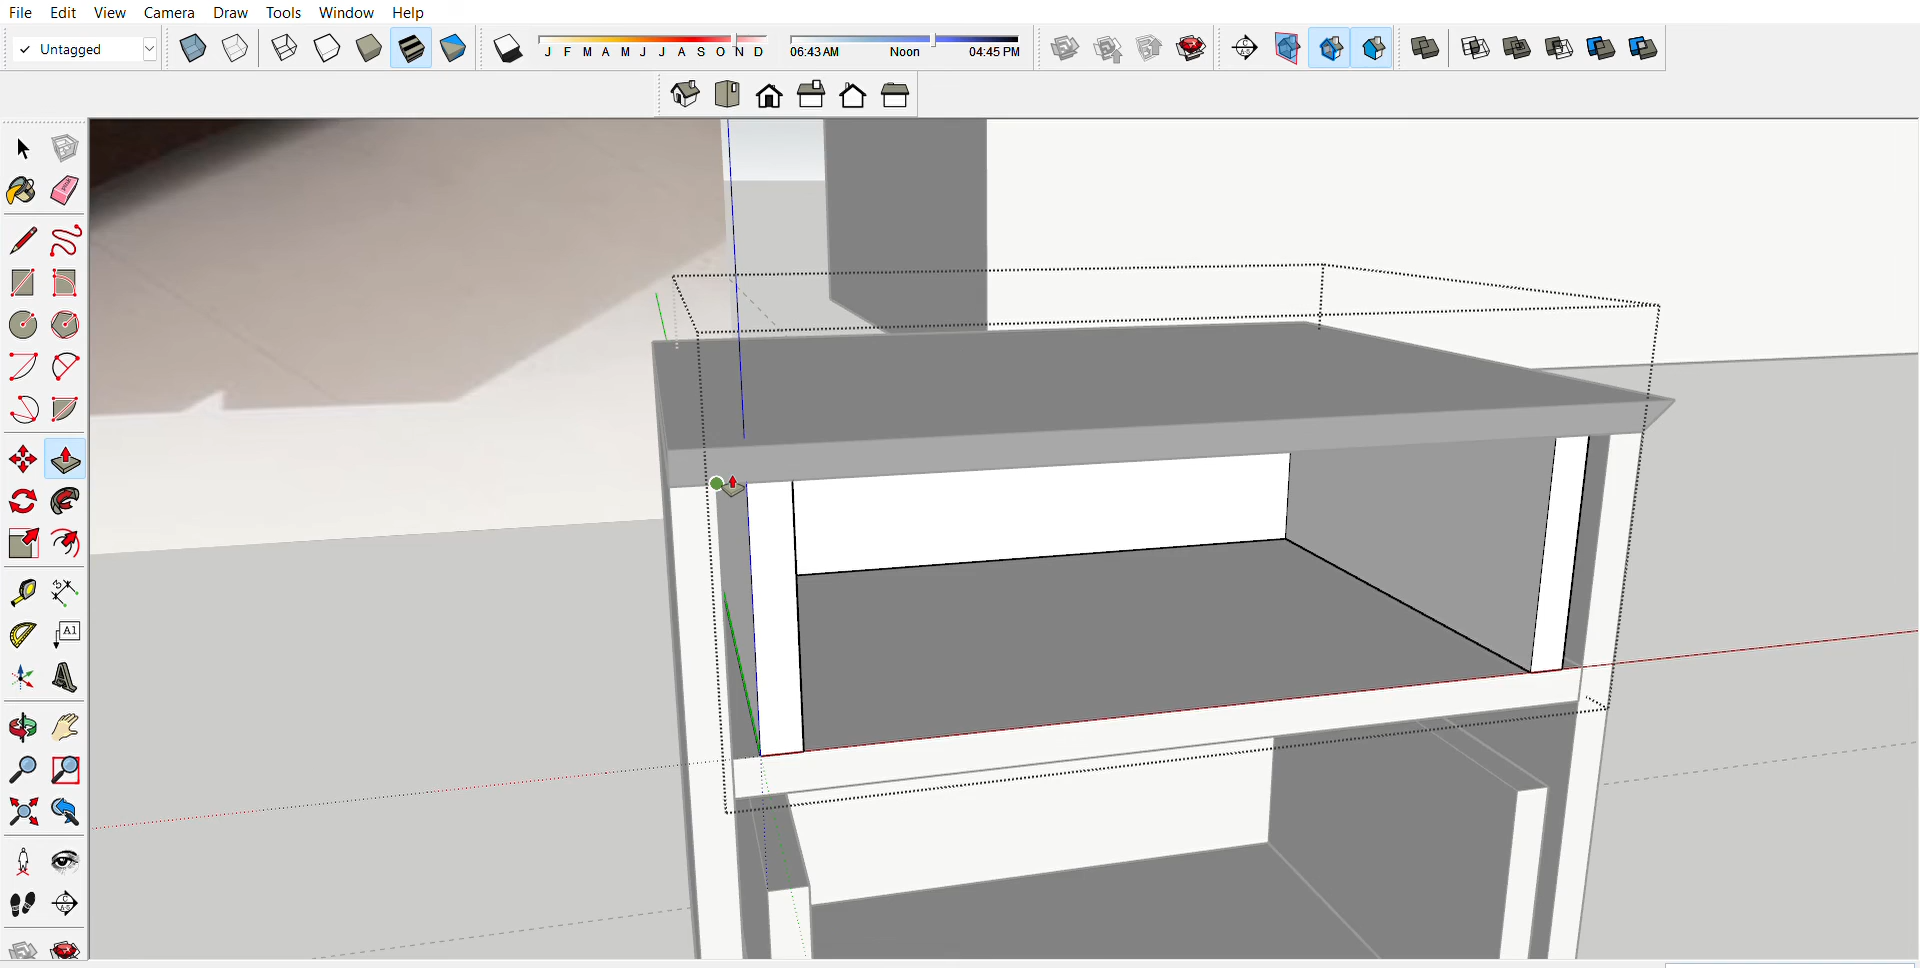 File Edit View Camera Draw Tools Window Help
✓ Untagged
J F M A M J J A S O N D
06:43 AM Noon 04:45 PM
A1